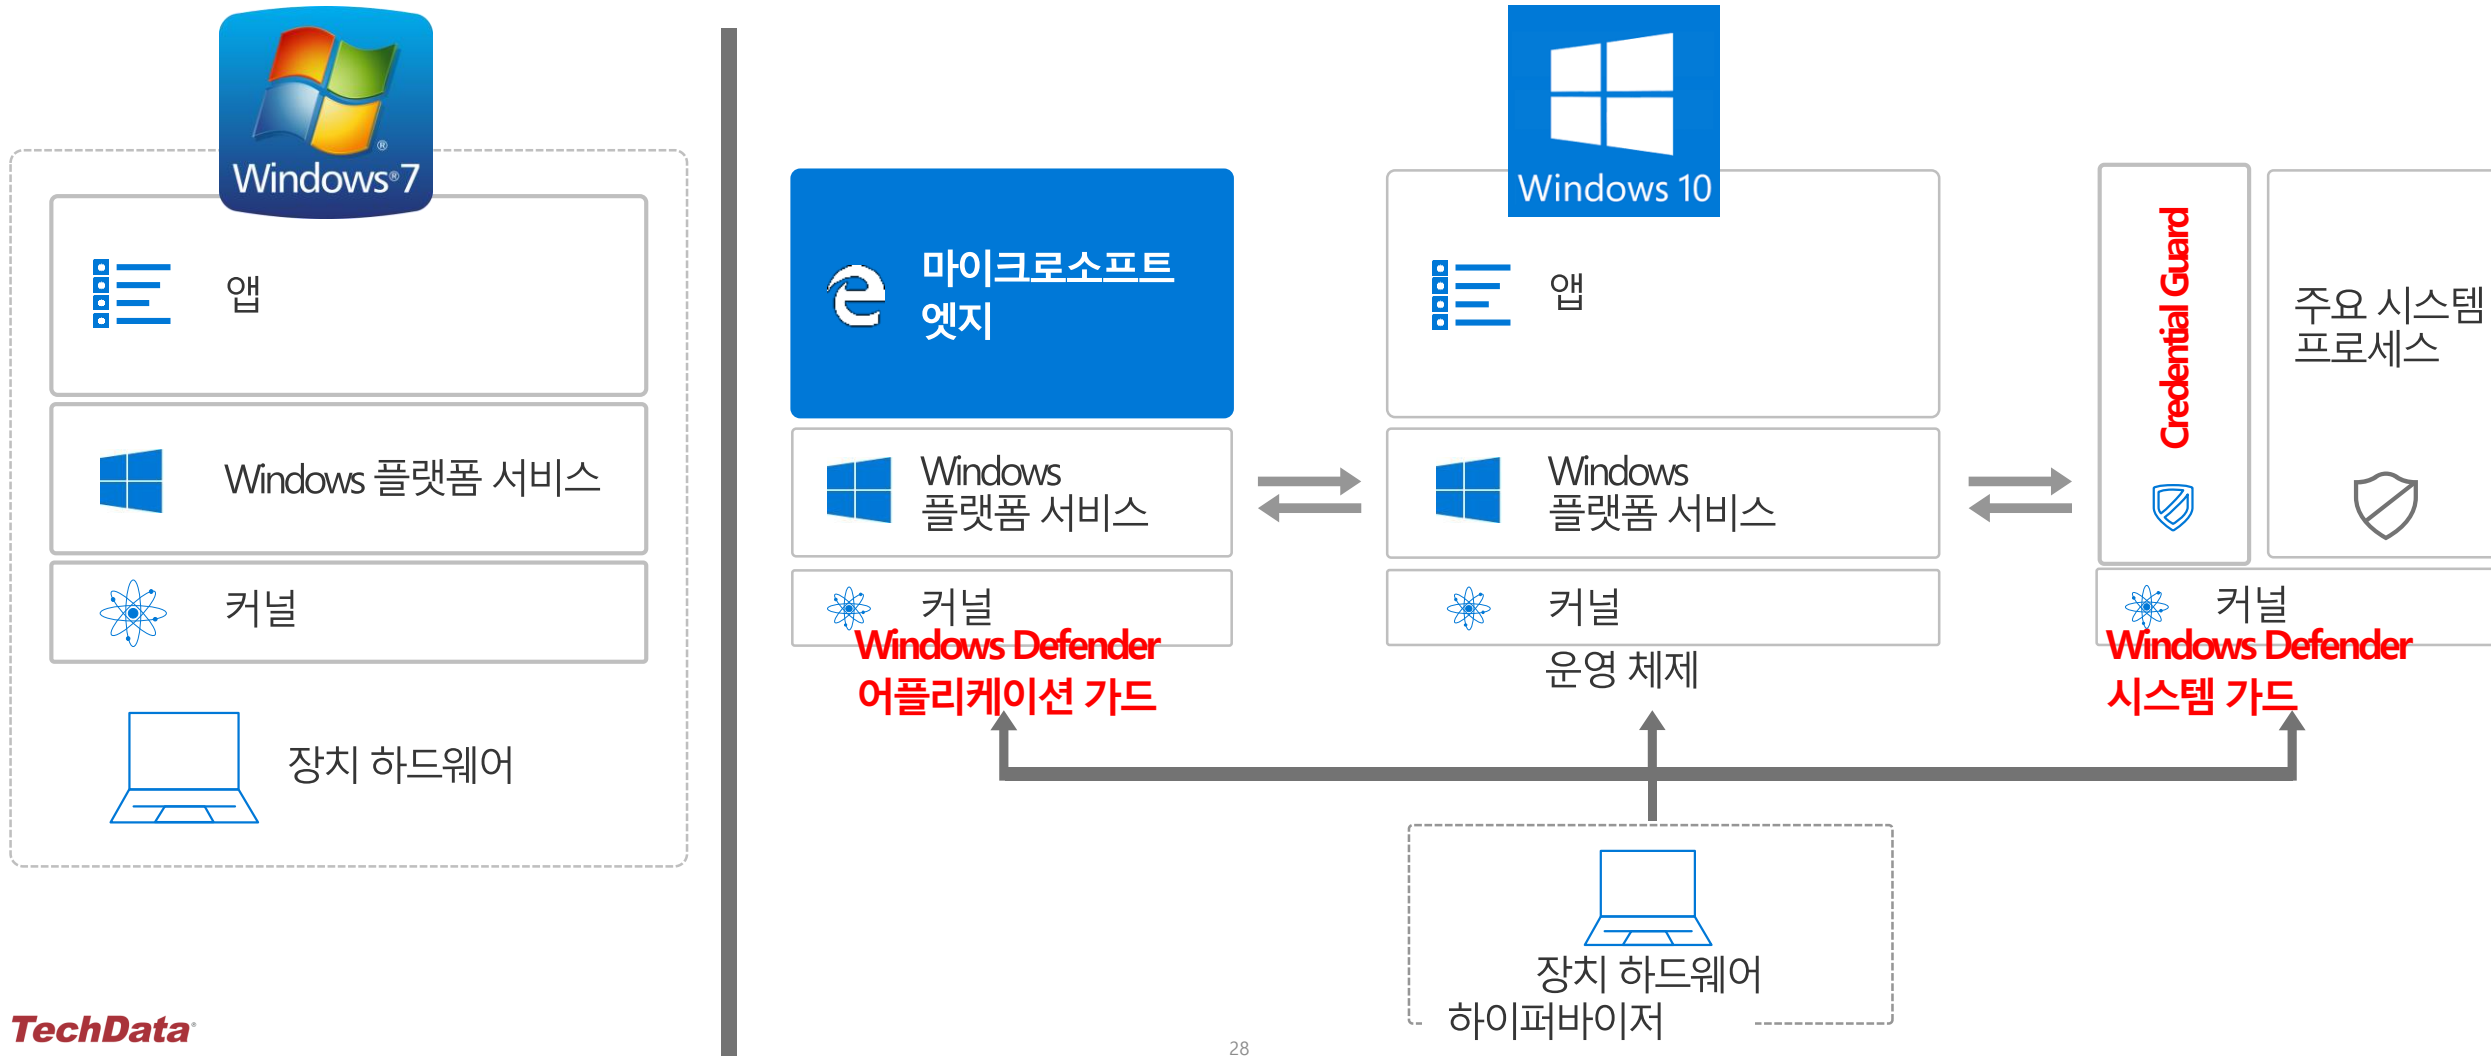 Windows®7
앱
Windows 플랫폼 서비스
커널
장치 하드웨어
Windows 10
마이크로소프트
엣지
Windows
플랫폼 서비스
커널
Windows Defender
어플리케이션 가드
앱
Windows
플랫폼 서비스
커널
운영 체제
Credential Guard
주요 시스템
프로세스
커널
Windows Defender
시스템 가드
장치 하드웨어
하이퍼바이저
TechData
28